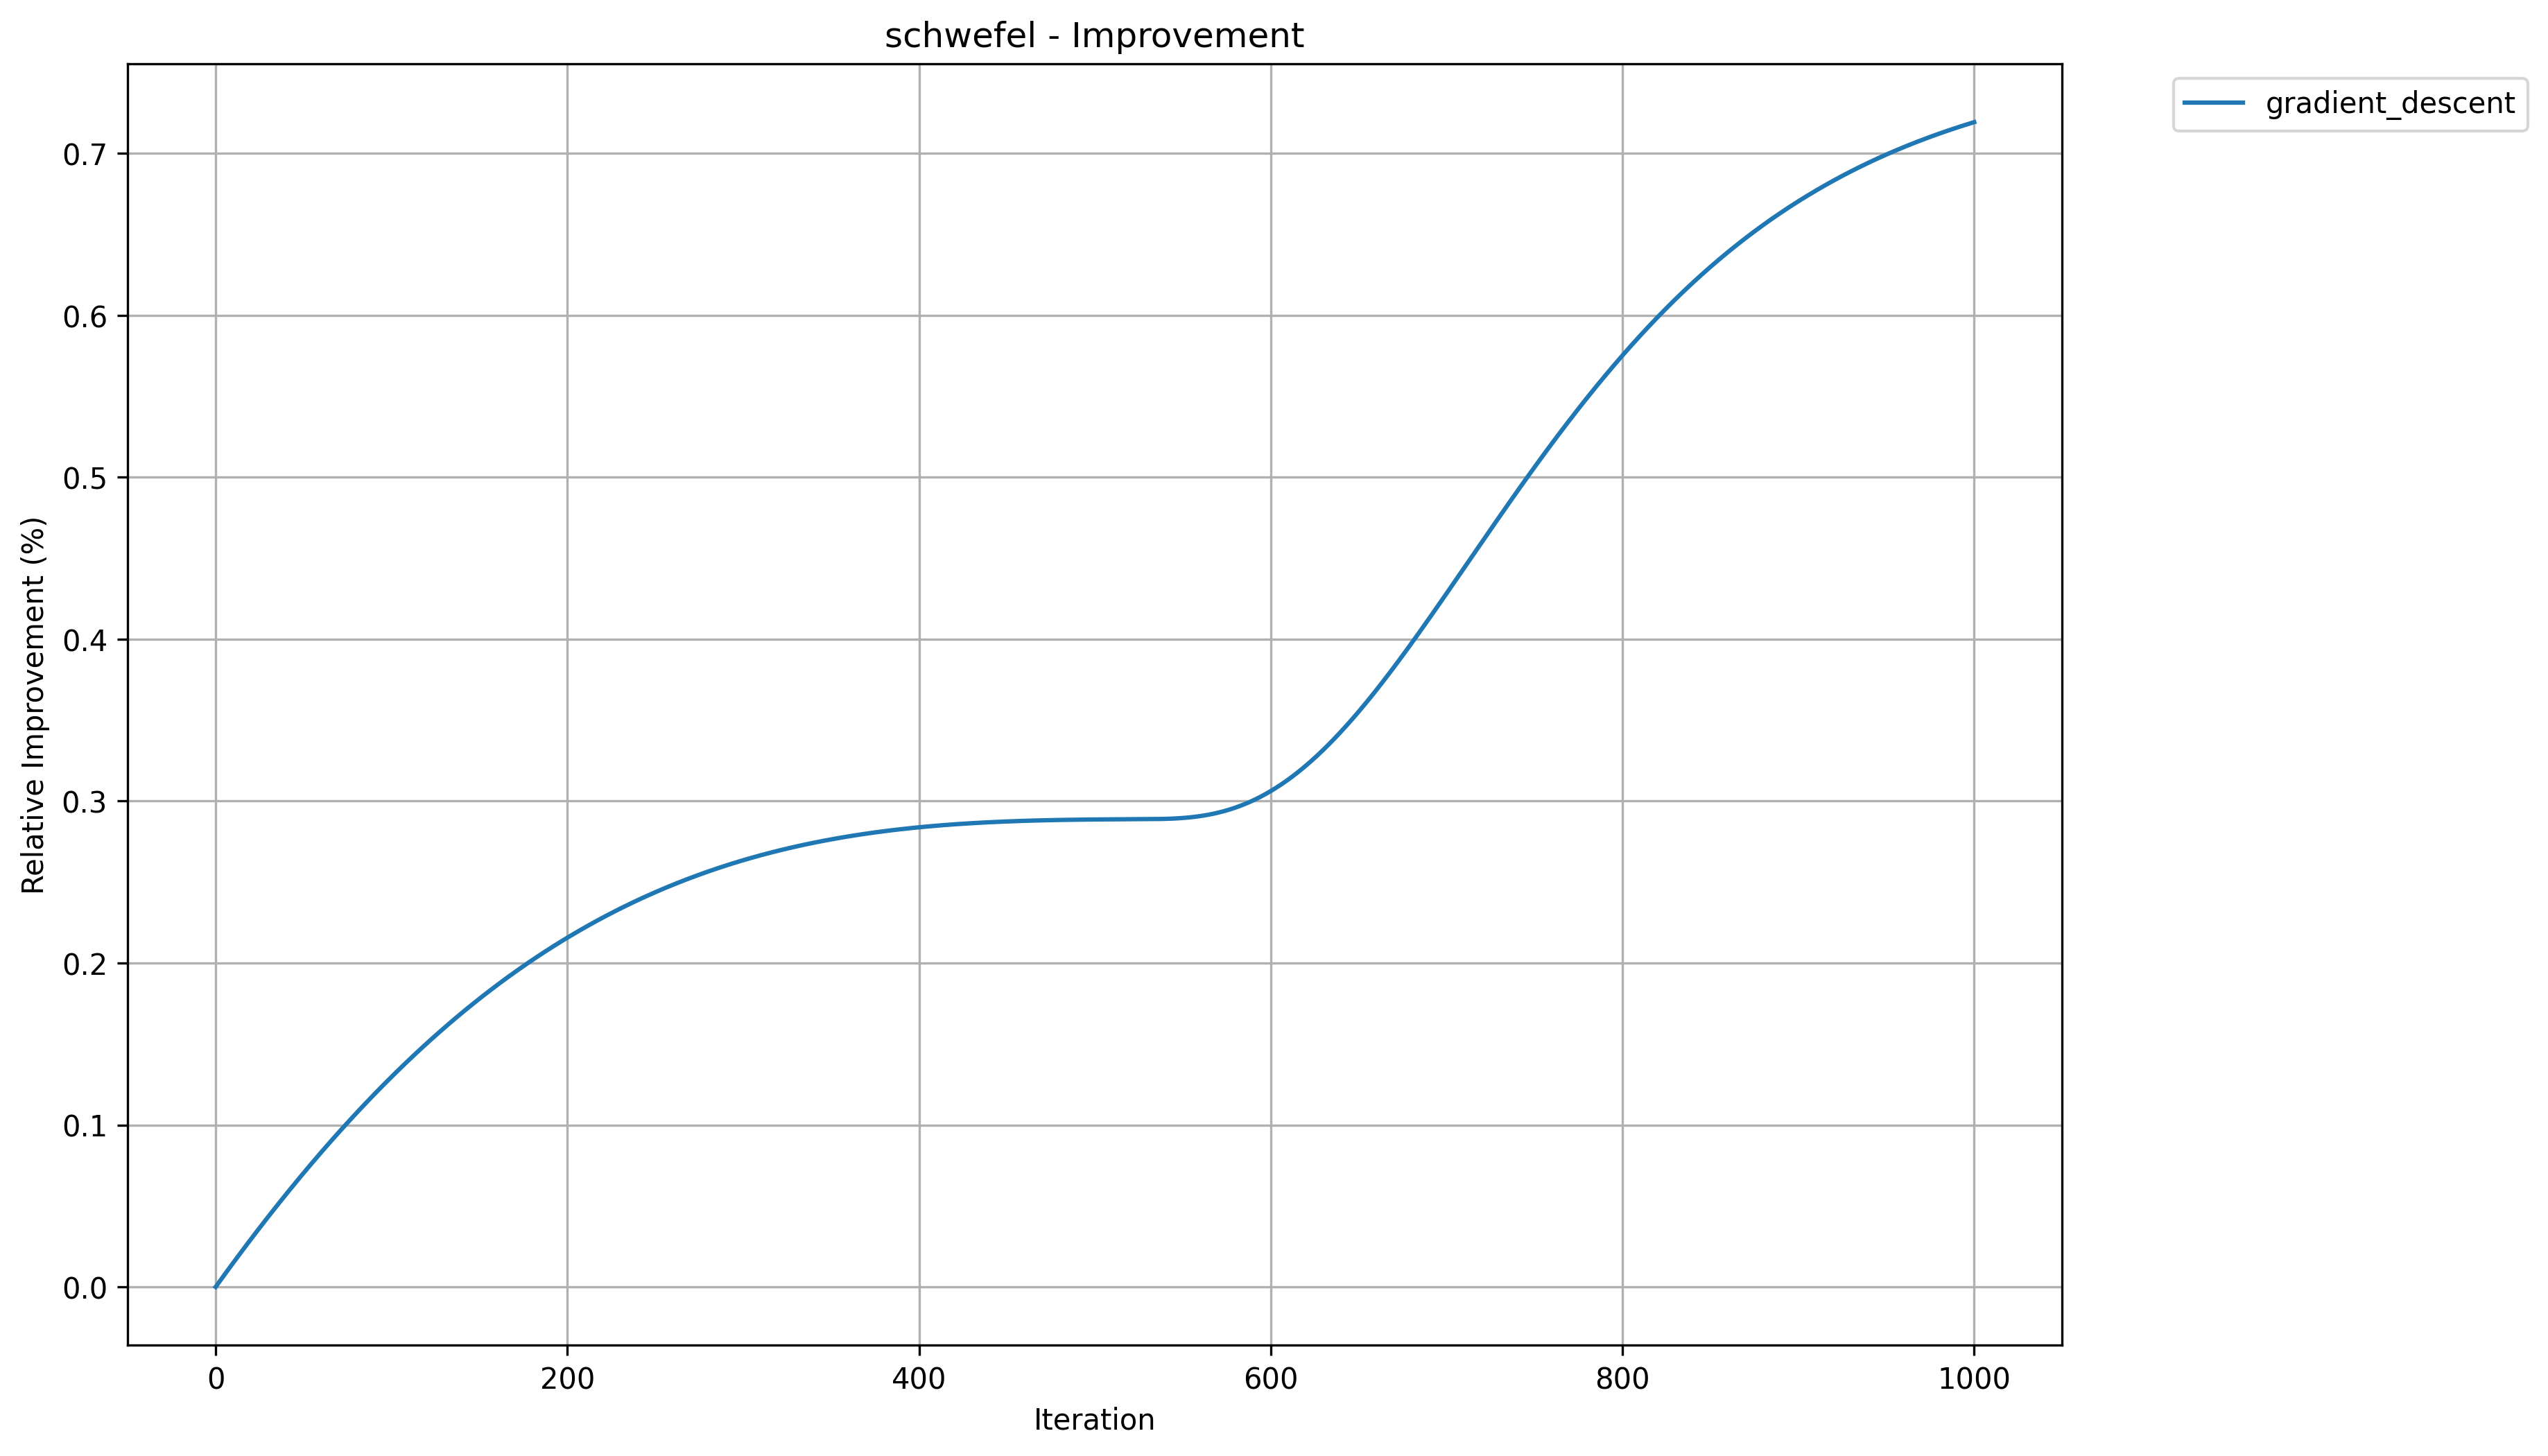 schwefel - Improvement
gradient_descent
Relative Improvement (%)
0.7
0.6
0.5
0.4
0.3
0.2
0.1
0.0
0 200 400 600 800 1000
Iteration